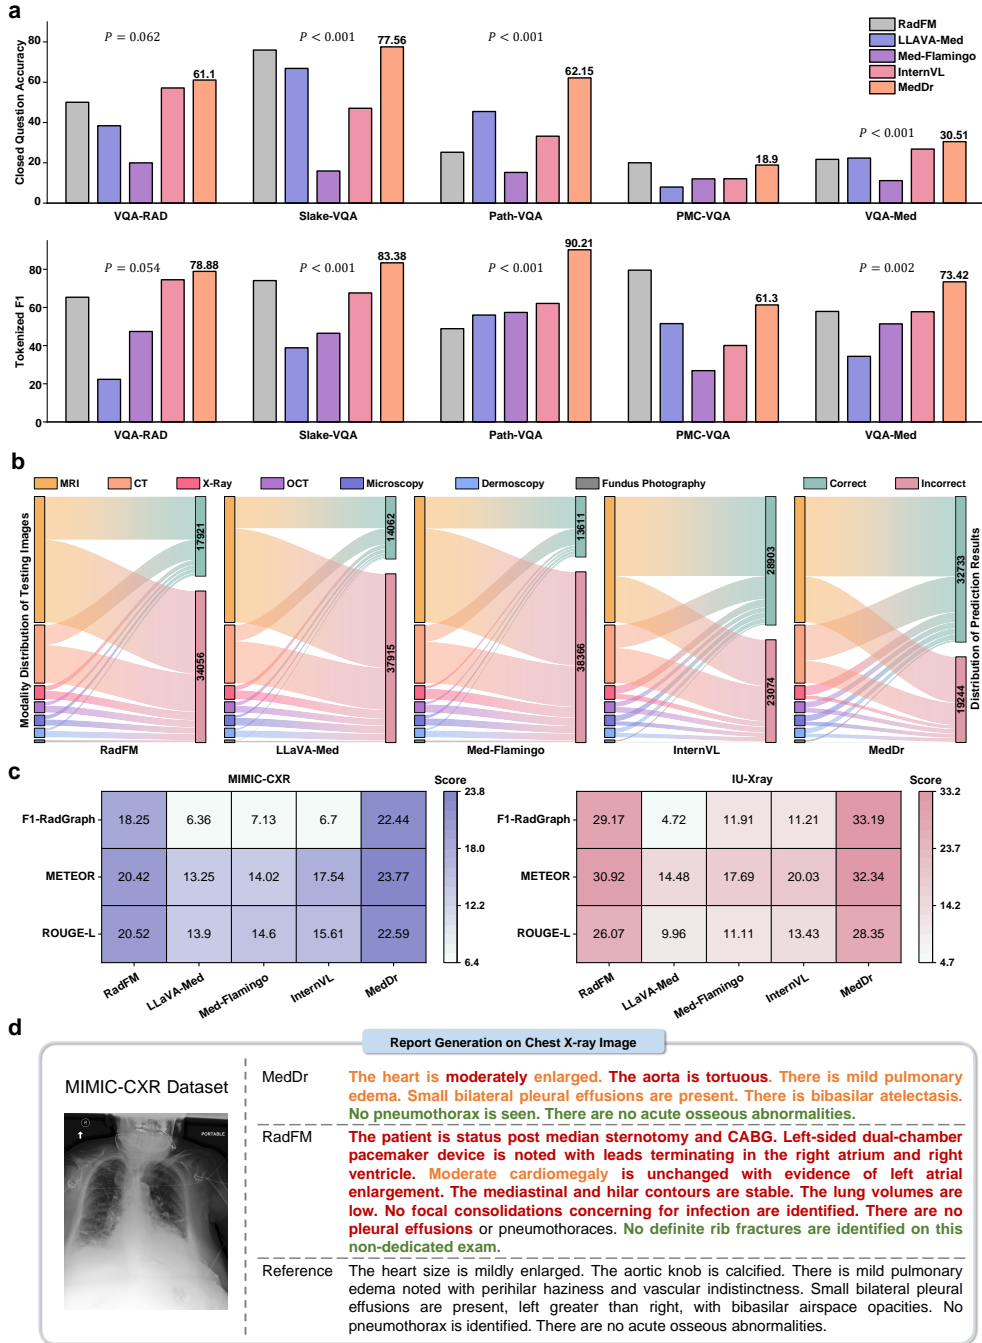 a
Closed Question Accuracy
80
60
40
20
0
P = 0.062
P < 0.001
P < 0.001
P < 0.001
61.1
77.56
62.15
18.9
30.51
RadFM
LLAVA-Med
Med-Flamingo
InternVL
MedDr
VQA-RAD
Slake-VQA
Path-VQA
PMC-VQA
VQA-Med
Tokenized F1
80
60
40
20
0
P = 0.054
P < 0.001
P < 0.001
P = 0.002
78.88
83.38
90.21
61.3
73.42
VQA-RAD
Slake-VQA
Path-VQA
PMC-VQA
VQA-Med
b
MRI
CT
X-Ray
OCT
Microscopy
Dermoscopy
Fundus Photography
Correct
Incorrect
Modality Distribution of Testing Images
17921
34056
14062
37915
13611
38366
28903
23074
32733
19244
Distribution of Prediction Results
RadFM
LLaVA-Med
Med-Flamingo
InternVL
MedDr
c
MIMIC-CXR
Score
F1-RadGraph 18.25 6.36 7.13 6.7 22.44
METEOR 20.42 13.25 14.02 17.54 23.77
ROUGE-L 20.52 13.9 14.6 15.61 22.59
RadFM
LLaVA-Med
Med-Flamingo
InternVL
MedDr
23.8
18.0
12.2
6.4
IU-Xray
Score
F1-RadGraph 29.17 4.72 11.91 11.21 33.19
METEOR 30.92 14.48 17.69 20.03 32.34
ROUGE-L 26.07 9.96 11.11 13.43 28.35
RadFM
LLaVA-Med
Med-Flamingo
InternVL
MedDr
33.2
23.7
14.2
4.7
d
Report Generation on Chest X-ray Image
MIMIC-CXR Dataset
PORTABLE
MedDr
The heart is moderately enlarged. The aorta is tortuous. There is mild pulmonary
edema. Small bilateral pleural effusions are present. There is bibasilar atelectasis.
No pneumothorax is seen. There are no acute osseous abnormalities.
RadFM
The patient is status post median sternotomy and CABG. Left-sided dual-chamber
pacemaker device is noted with leads terminating in the right atrium and right
ventricle. Moderate cardiomegaly is unchanged with evidence of left atrial
enlargement. The mediastinal and hilar contours are stable. The lung volumes are
low. No focal consolidations concerning for infection are identified. There are no
pleural effusions or pneumothoraces. No definite rib fractures are identified on this
non-dedicated exam.
Reference
The heart size is mildly enlarged. The aortic knob is calcified. There is mild pulmonary
edema noted with perihilar haziness and vascular indistinctness. Small bilateral pleural
effusions are present, left greater than right, with bibasilar airspace opacities. No
pneumothorax is identified. There are no acute osseous abnormalities.